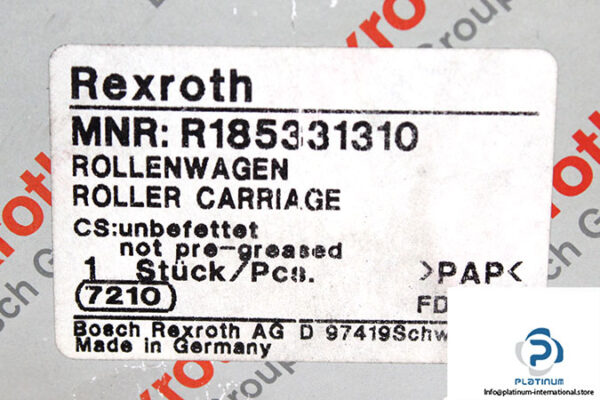 Rexroth
MNR: R185331310
ROLLENWAGEN
ROLLER CARRIAGE
CS:unbefettet
not pre-greased
1 Stück/Pcs. >PAP<
7210 FD
Bosch Rexroth AG D 97419Schw
Made in Germany
PLATINUM
Info@platinum-international.store